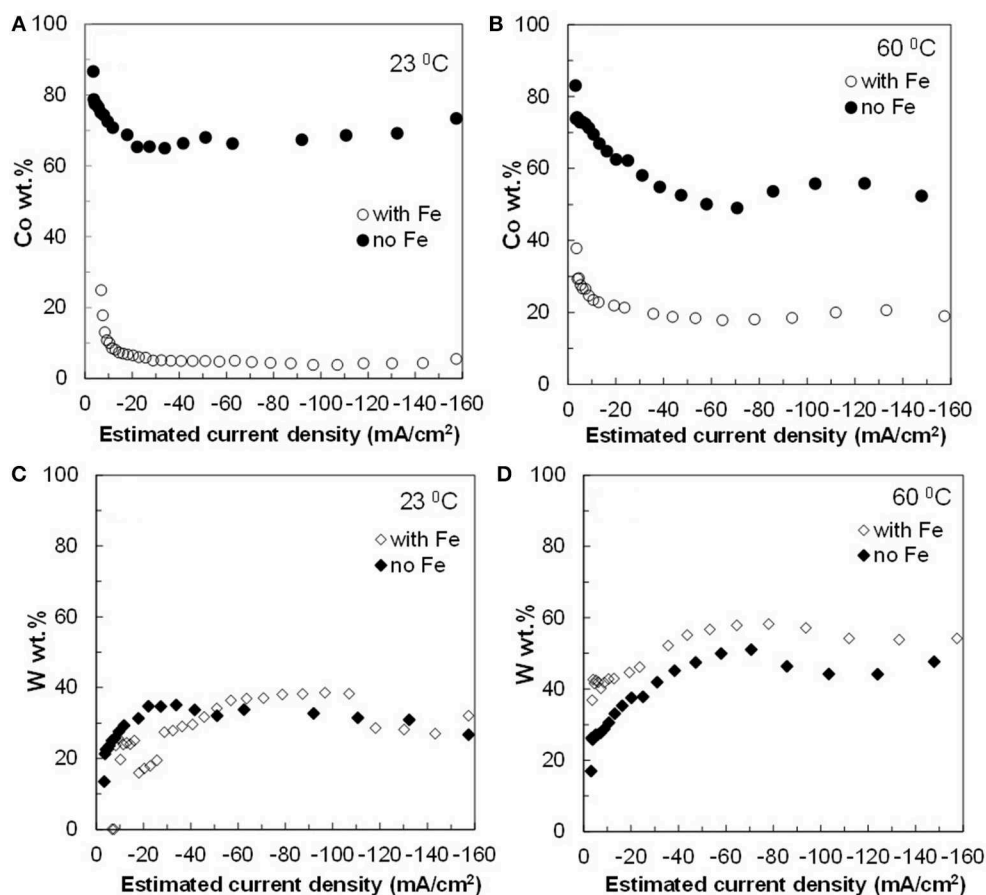 A
100
80
60
40
20
0
Co wt.%
23 ⁰C
○ with Fe
● no Fe
0 -20 -40 -60 -80 -100 -120 -140 -160
Estimated current density (mA/cm²)
B
100
80
60
40
20
0
Co wt.%
60 ⁰C
○ with Fe
● no Fe
0 -20 -40 -60 -80 -100 -120 -140 -160
Estimated current density (mA/cm²)
C
100
80
60
40
20
0
W wt.%
23 ⁰C
◇ with Fe
◆ no Fe
0 -20 -40 -60 -80 -100 -120 -140 -160
Estimated current density (mA/cm²)
D
100
80
60
40
20
0
W wt.%
60 ⁰C
◇ with Fe
◆ no Fe
0 -20 -40 -60 -80 -100 -120 -140 -160
Estimated current density (mA/cm²)